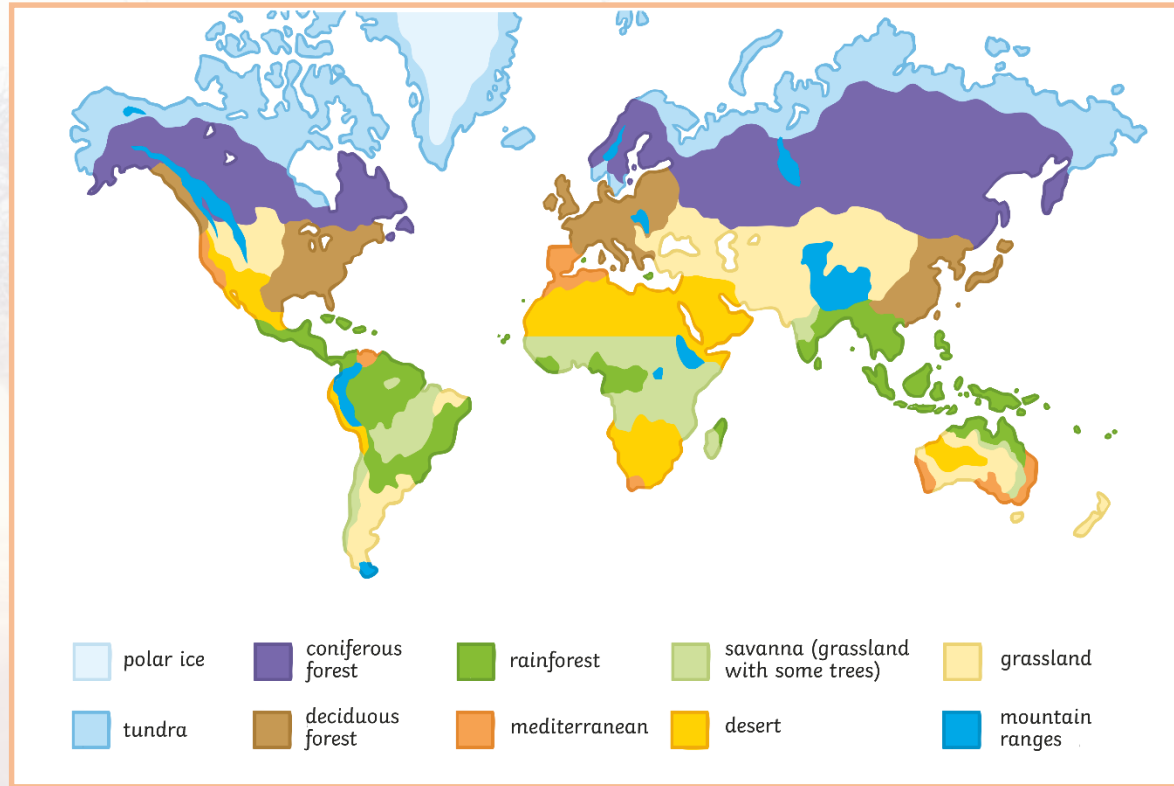 polar ice
coniferous
forest
rainforest
savanna (grassland
with some trees)
grassland
tundra
deciduous
forest
mediterranean
desert
mountain
ranges